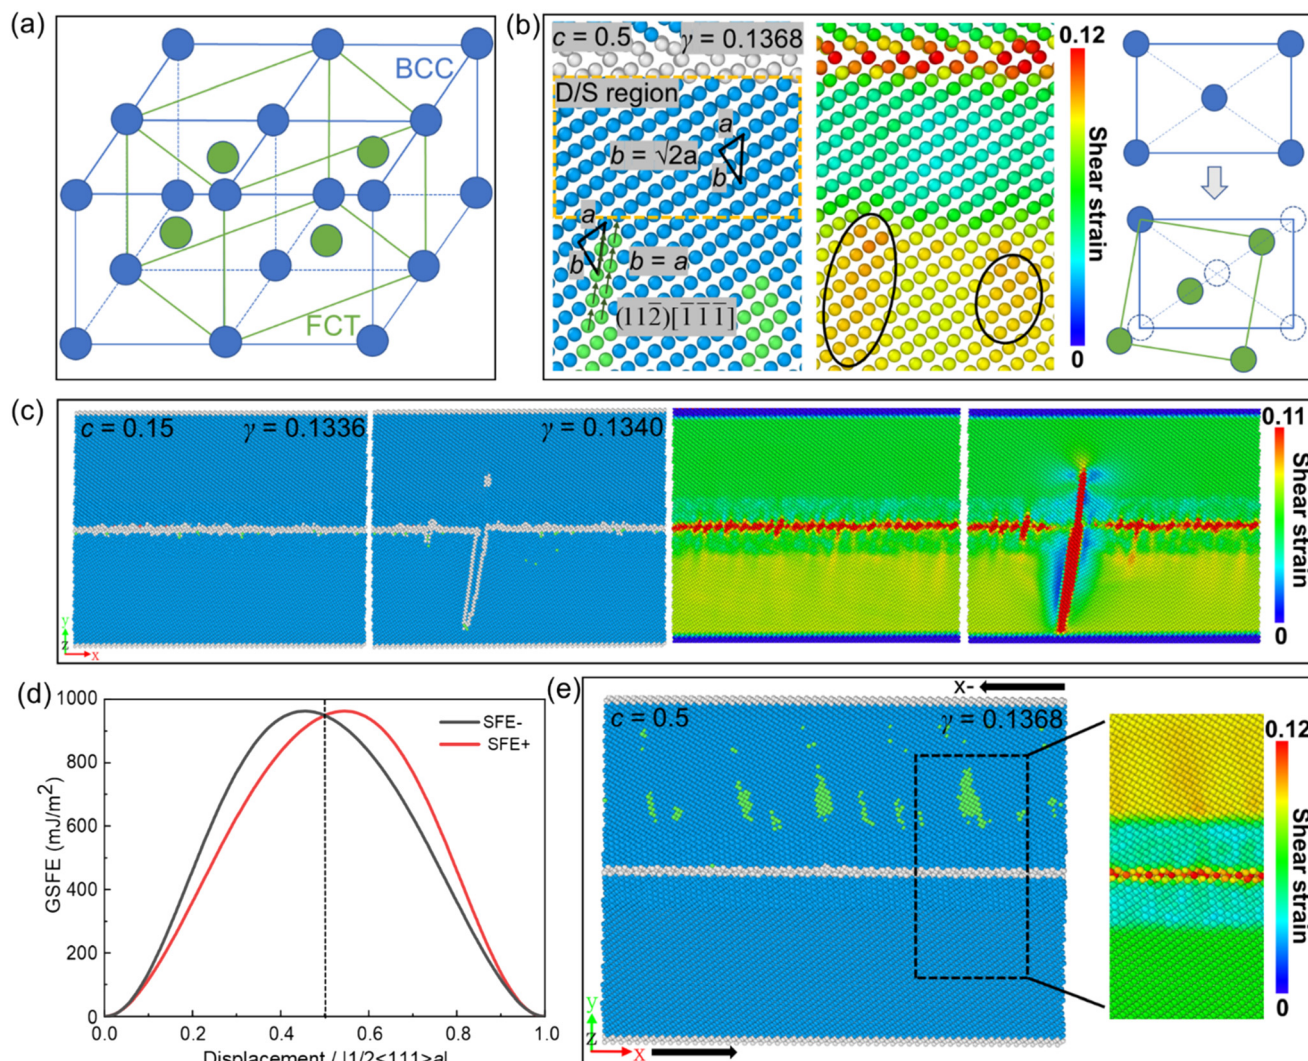 (a)
BCC
FCT
(b)
c = 0.5 γ = 0.1368
D/S region
a
b = √2a
b
a
b
b = a
(112̄)[1̄1̄1̄]
0.12
Shear strain
0
(c)
c = 0.15 γ = 0.1336
γ = 0.1340
0.11
Shear strain
0
y
z
x
(d)
1000
800
600
400
200
0
GSFE (mJ/m²)
SFE-
SFE+
0.0 0.2 0.4 0.6 0.8 1.0
Displacement / |1/2<111>a|
(e)
x-
c = 0.5 γ = 0.1368
0.12
Shear strain
0
y
z
x